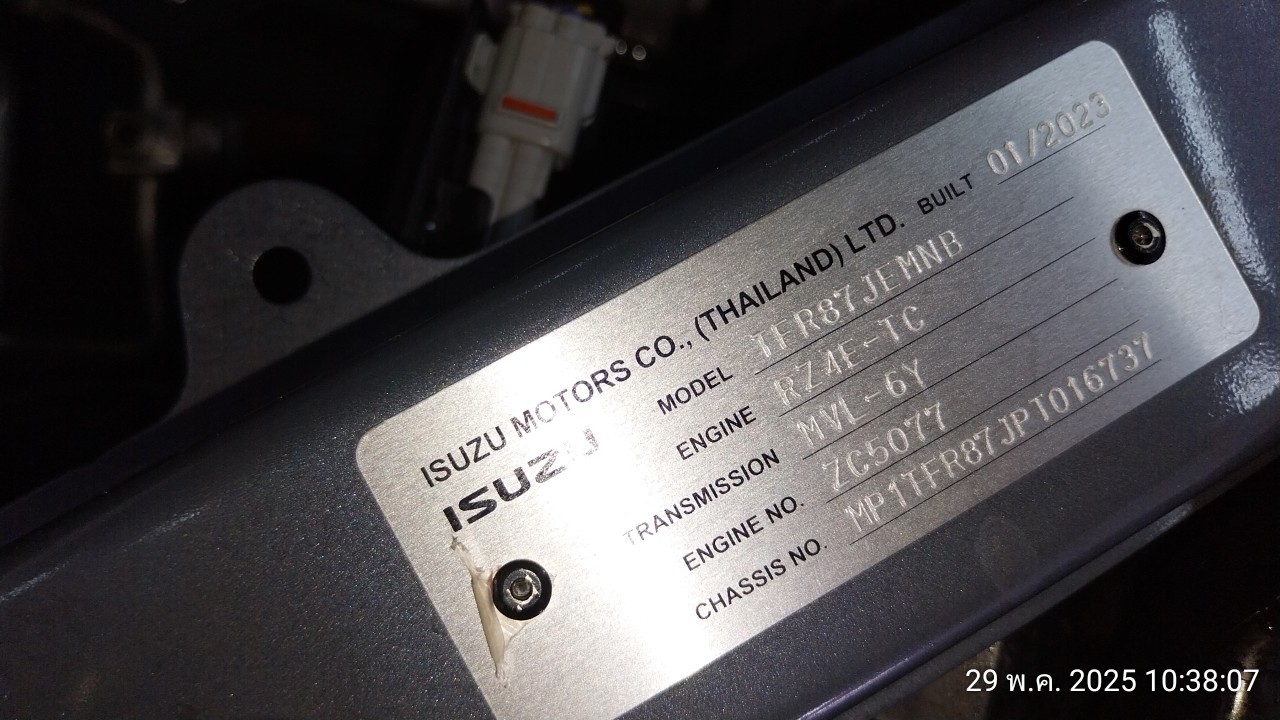 ISUZU MOTORS CO., (THAILAND) LTD. BUILT 01/2023
ISUZU
MODEL TFR87JEMNB
ENGINE RZ4E-TC
TRANSMISSION MVL-6Y
ENGINE NO. ZC5077
CHASSIS NO. MP1TFR87JPT016737
29 พ.ค. 2025 10:38:07